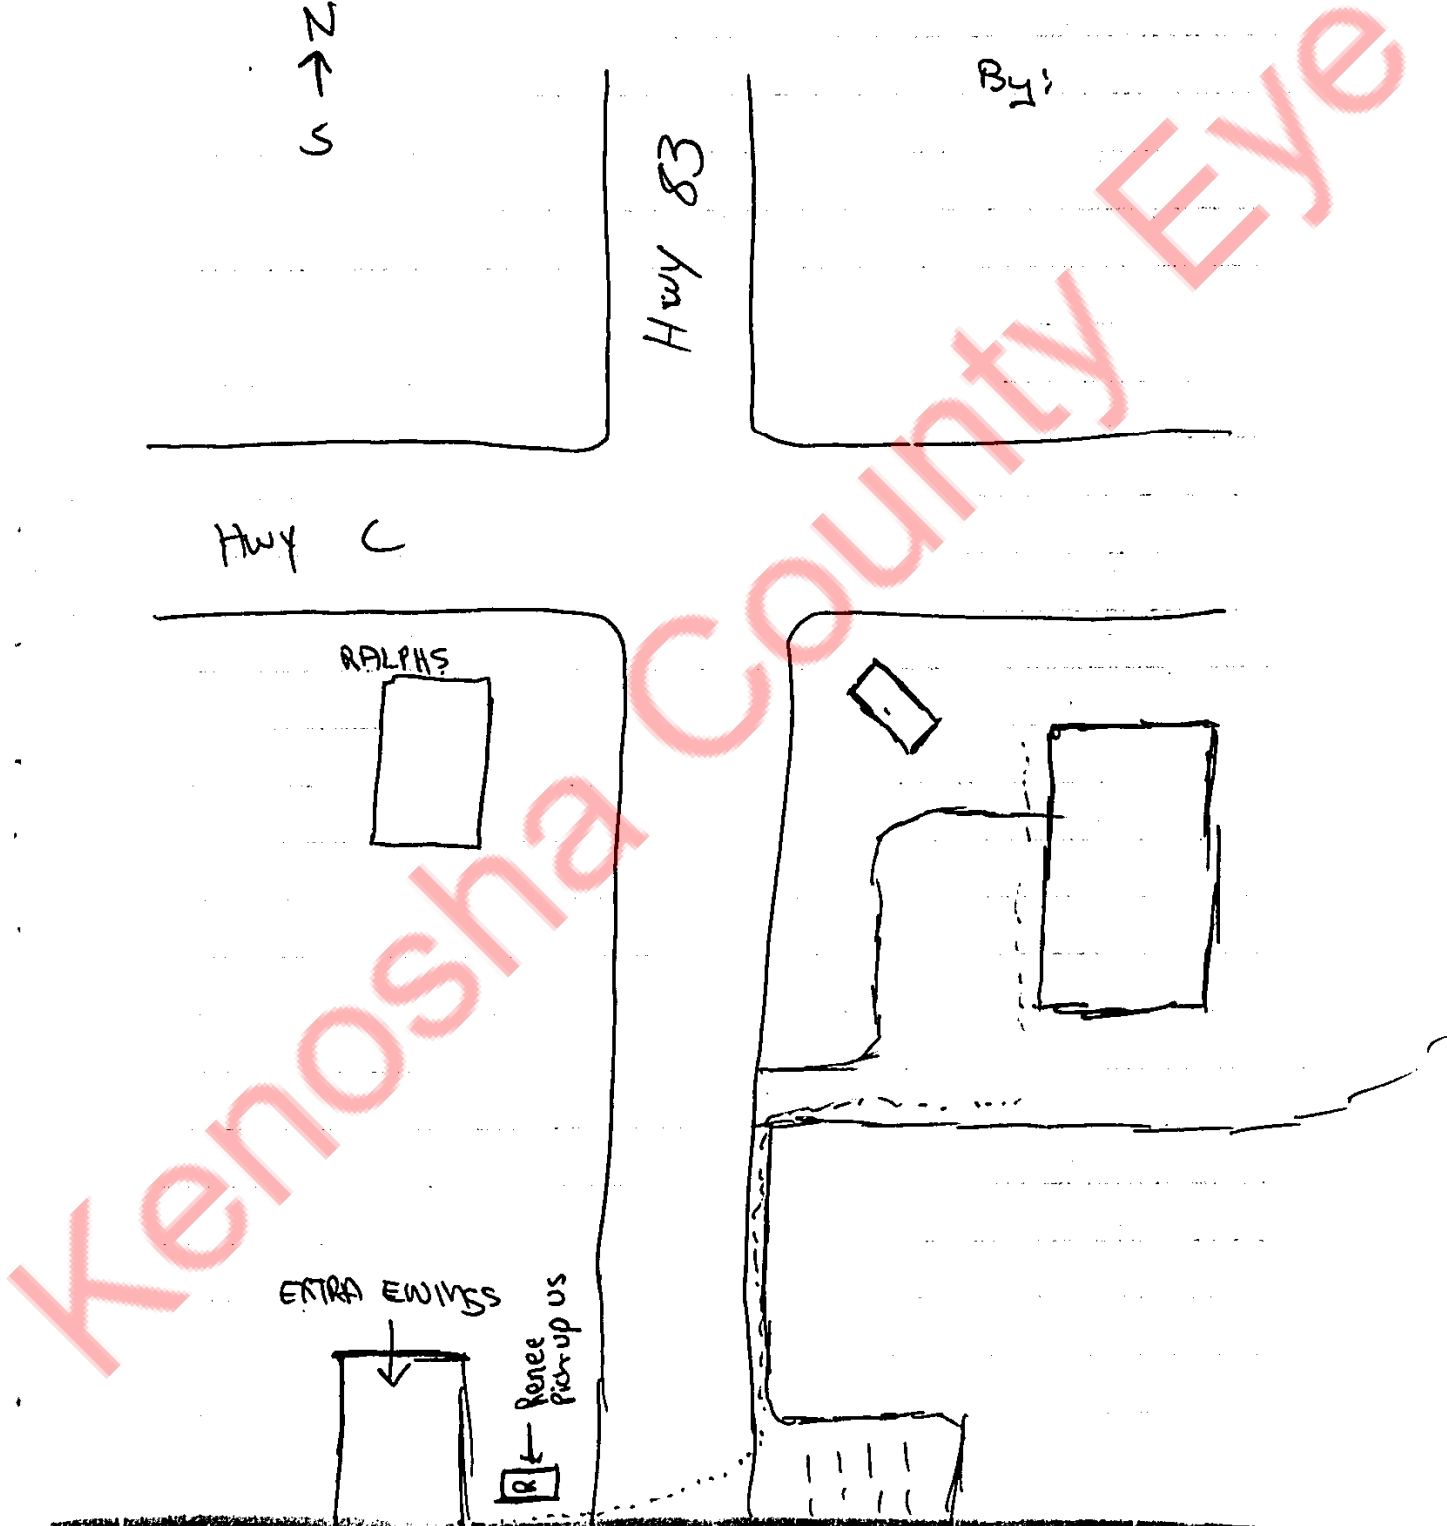 N
S
By:
Hwy 83
Hwy C
RALPHS
EXTRA EWINGS
Renee
Pick-up US
R
Kenosha County Eye